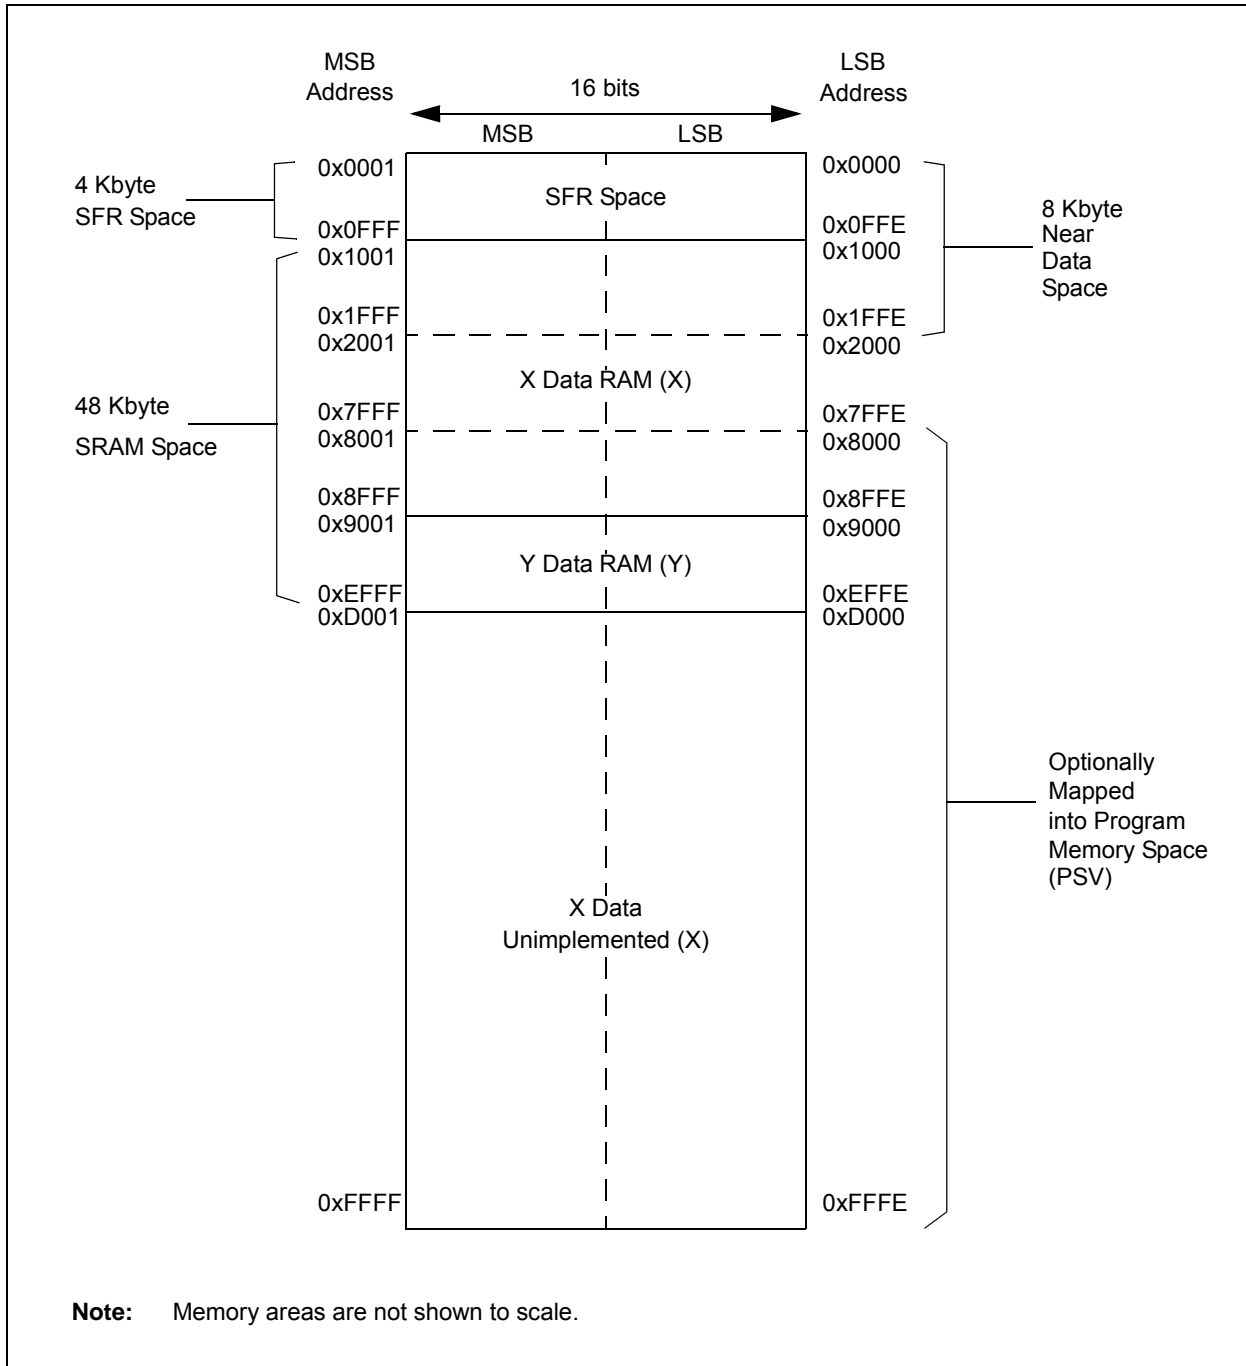 MSB
Address
LSB
Address
16 bits
MSB
LSB
4 Kbyte
SFR Space
0x0001
0x0FFF
0x1001
0x1FFF
0x2001
48 Kbyte
SRAM Space
0x7FFF
0x8001
0x8FFF
0x9001
0xEFFF
0xD001
0xFFFF
SFR Space
X Data RAM (X)
Y Data RAM (Y)
X Data
Unimplemented (X)
0x0000
0x0FFE
0x1000
0x1FFE
0x2000
0x7FFE
0x8000
0x8FFE
0x9000
0xEFFE
0xD000
0xFFFE
8 Kbyte
Near
Data
Space
Optionally
Mapped
into Program
Memory Space
(PSV)
Note: Memory areas are not shown to scale.